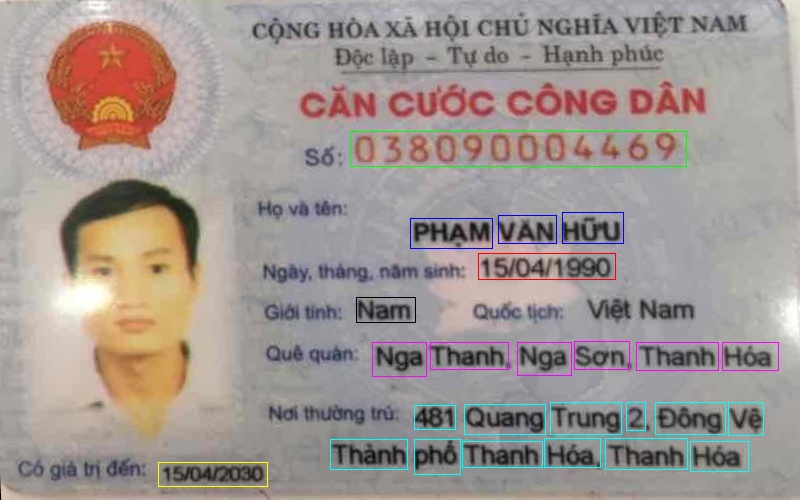 CỘNG HÒA XÃ HỘI CHỦ NGHĨA VIỆT NAM
Độc lập - Tự do - Hạnh phúc
CĂN CƯỚC CÔNG DÂN
Số: 038090004469
Họ và tên:
PHẠM VĂN HỮU
Ngày, tháng, năm sinh: 15/04/1990
Giới tính: Nam Quốc tịch: Việt Nam
Quê quán: Nga Thanh, Nga Sơn, Thanh Hóa
Nơi thường trú: 481 Quang Trung 2, Đông Vệ
Thành phố Thanh Hóa, Thanh Hóa
Có giá trị đến: 15/04/2030